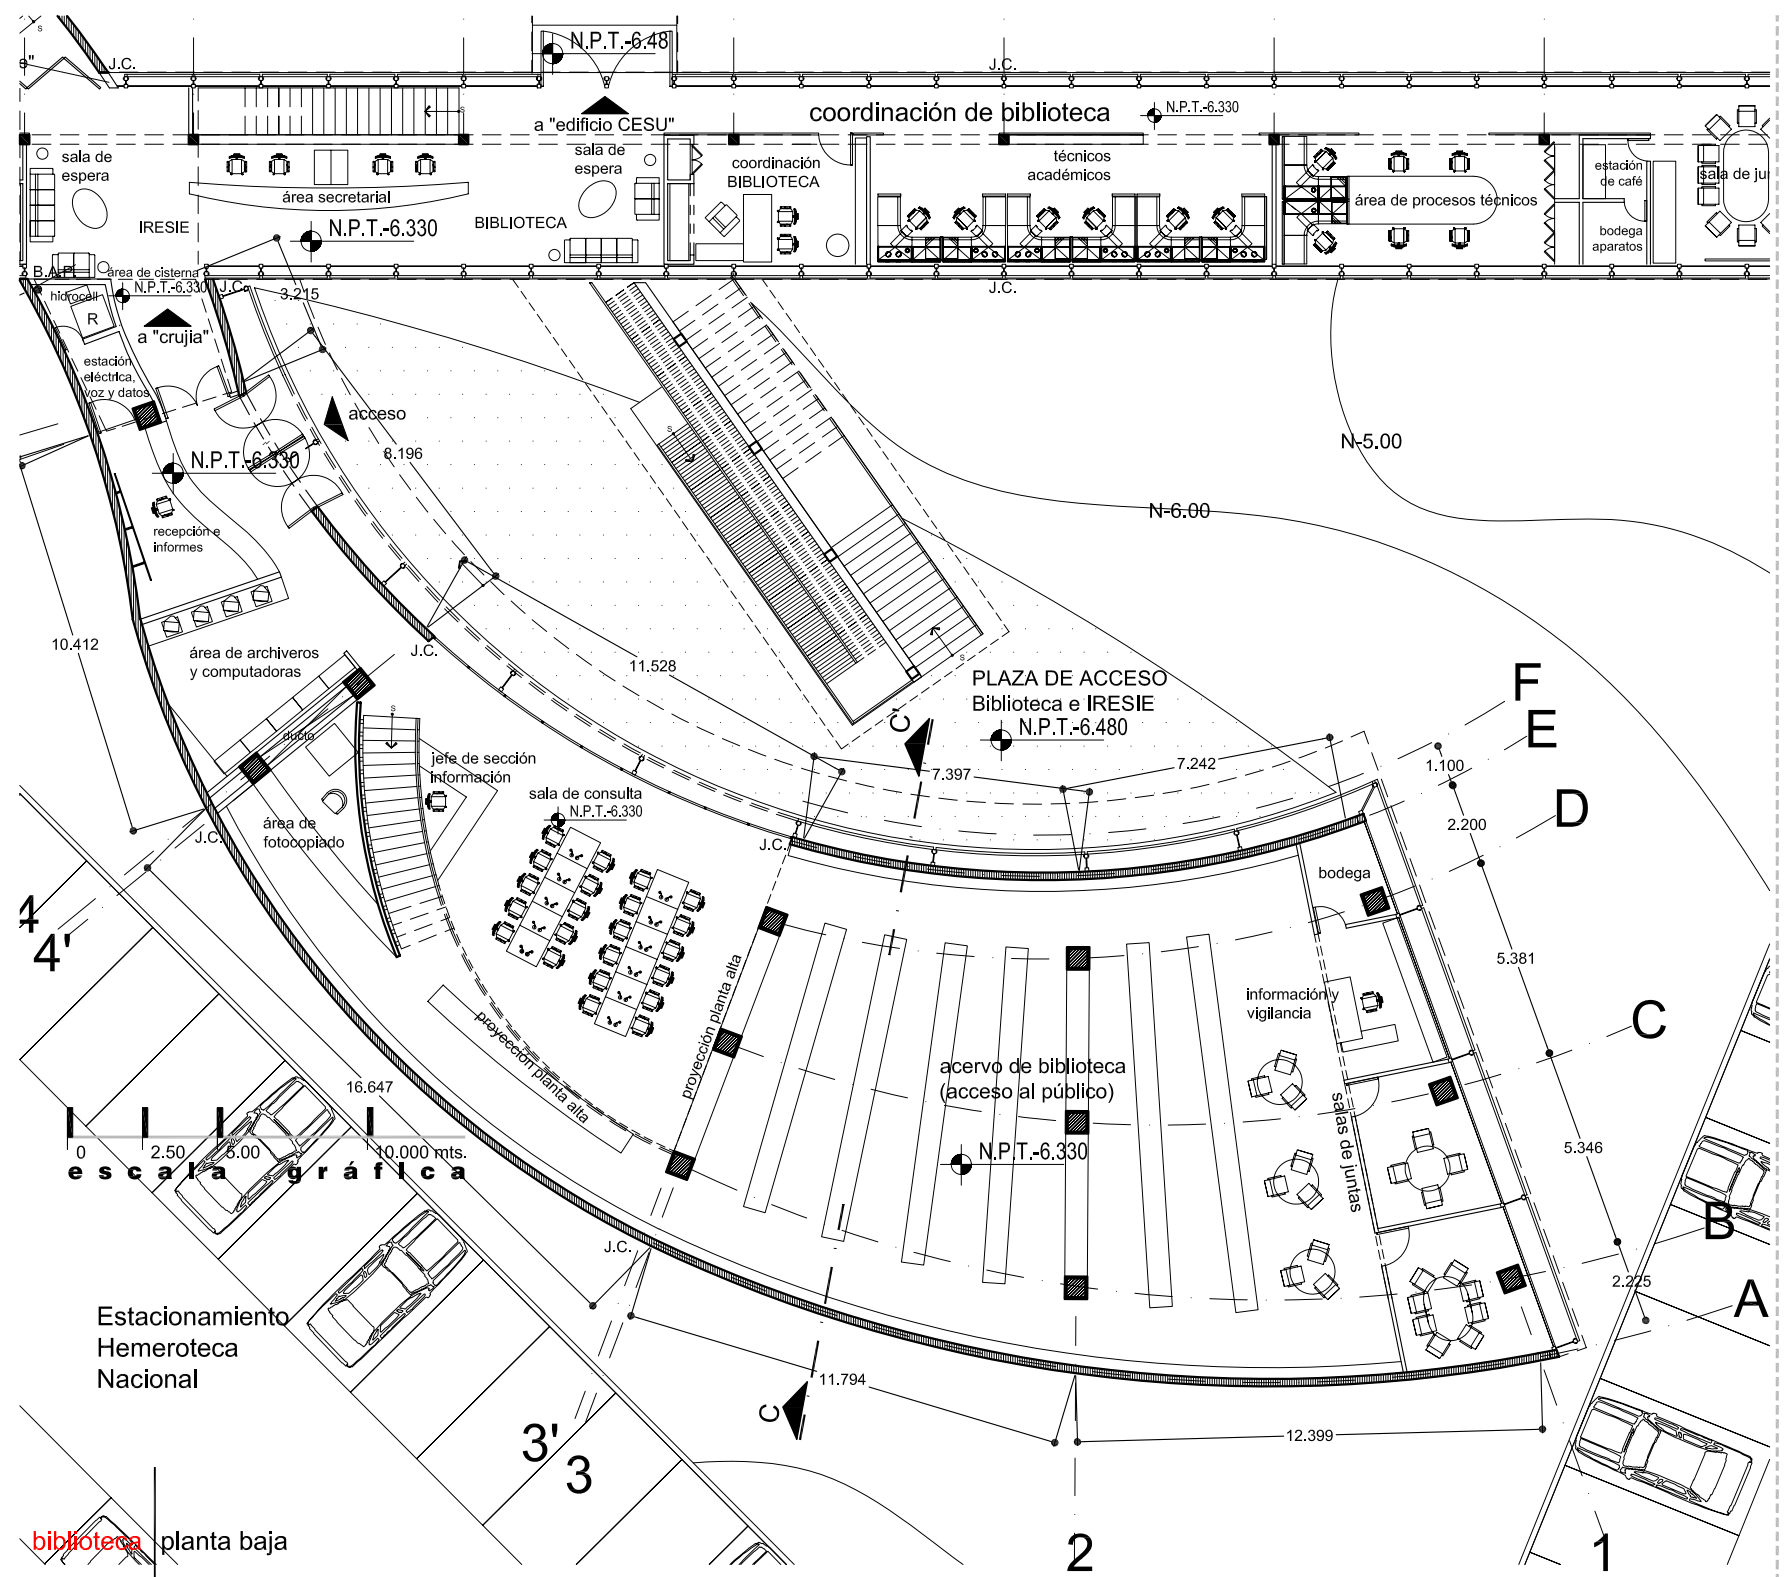 N.P.T.-6.48
J.C.
J.C.
s
coordinación de biblioteca
N.P.T.-6.330
a "edificio CESU"
sala de
espera
sala de
espera
coordinación
BIBLIOTECA
técnicos
académicos
estación
de café
sala de
área secretarial
área de procesos técnicos
IRESIE
BIBLIOTECA
N.P.T.-6.330
bodega
aparatos
B.A.P.
área de cisterna
hidrocell
N.P.T.-6.330
J.C.
3.215
J.C.
R
a "crujia"
estación
eléctrica,
voz y datos
acceso
8.196
N-5.00
N.P.T.-6.330
s
N-6.00
recepción e
informes
10.412
J.C.
área de archiveros
y computadoras
11.528
s
PLAZA DE ACCESO
Biblioteca e IRESIE
N.P.T.-6.480
F
E
D
C
B
A
C'
s
ducto
jefe de sección
información
7.397
7.242
1.100
2.200
5.381
5.346
2.225
sala de consulta
N.P.T.-6.330
J.C.
área de
fotocopiado
J.C.
bodega
4
4'
proyección planta alta
proyección planta alta
información y
vigilancia
acervo de biblioteca
(acceso al público)
N.P.T.-6.330
salas de juntas
16.647
0 2.50 5.00 10.000 mts.
escala gráfica
J.C.
Estacionamiento
Hemeroteca
Nacional
11.794
C
12.399
3'
3
2
1
biblioteca planta baja